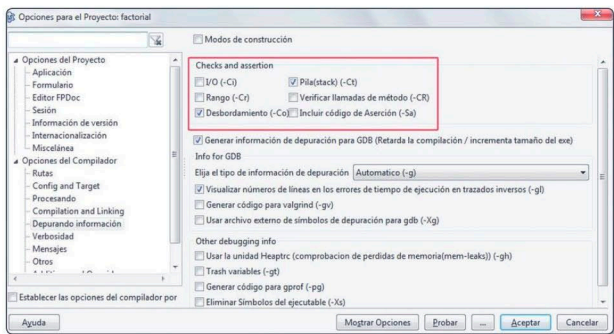 Opciones para el Proyecto: factorial
Opciones del Proyecto
Aplicación
Formulario
Editor FPDoc
Sesión
Información de versión
Internacionalización
Miscelánea
Opciones del Compilador
Rutas
Config and Target
Procesando
Compilation and Linking
Depurando información
Verbosidad
Mensajes
Otros
Establecer las opciones del compilador por
Modos de construcción
Checks and assertion
I/O (-Ci) Pila(stack) (-Ct)
Rango (-Cr) Verificar llamadas de método (-CR)
Desbordamiento (-Co) Incluir código de Aserción (-Sa)
Generar información de depuración para GDB (Retarda la compilación / incrementa tamaño del exe)
Info for GDB
Elija el tipo de información de depuración Automatico (-g)
Visualizar números de líneas en los errores de tiempo de ejecución en trazados inversos (-gl)
Generar código para valgrind (-gv)
Usar archivo externo de símbolos de depuración para gdb (-Xg)
Other debugging info
Usar la unidad Heaptrc (comprobacion de perdidas de memoria(mem-leaks)) (-gh)
Trash variables (-gt)
Generar código para gprof (-pg)
Eliminar Símbolos del ejecutable (-Xs)
Ayuda Mostrar Opciones Probar ... Aceptar Cancelar